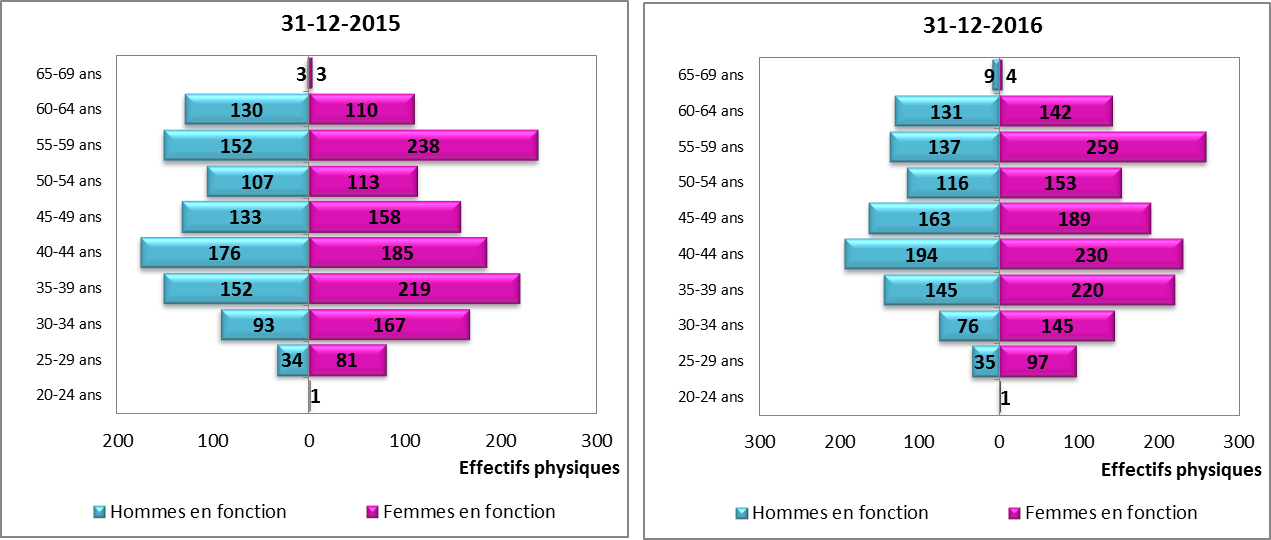 31-12-2015
65-69 ans 3 3
60-64 ans 130 110
55-59 ans 152 238
50-54 ans 107 113
45-49 ans 133 158
40-44 ans 176 185
35-39 ans 152 219
30-34 ans 93 167
25-29 ans 34 81
20-24 ans 1
200 100 0 100 200 300
Effectifs physiques
Hommes en fonction Femmes en fonction
31-12-2016
65-69 ans 9 4
60-64 ans 131 142
55-59 ans 137 259
50-54 ans 116 153
45-49 ans 163 189
40-44 ans 194 230
35-39 ans 145 220
30-34 ans 76 145
25-29 ans 35 97
20-24 ans 1
300 200 100 0 100 200 300
Effectifs physiques
Hommes en fonction Femmes en fonction